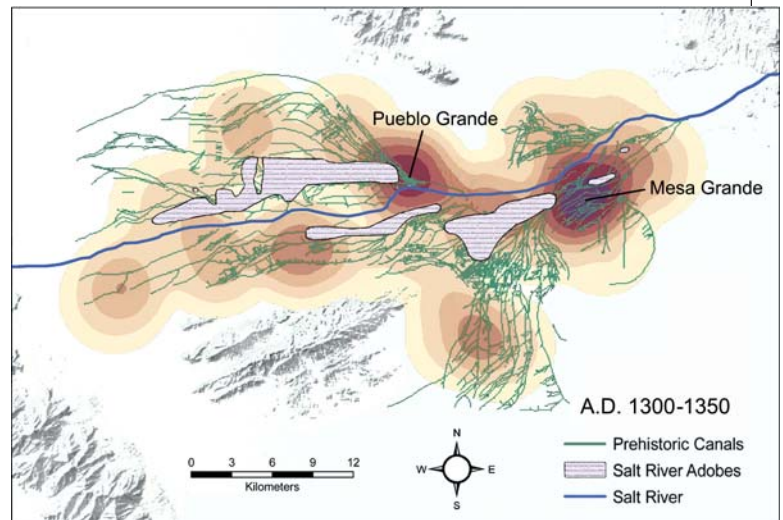 Pueblo Grande
Mesa Grande
A.D. 1300-1350
Prehistoric Canals
Salt River Adobes
Salt River
N
W E
S
0 3 6 9 12
Kilometers